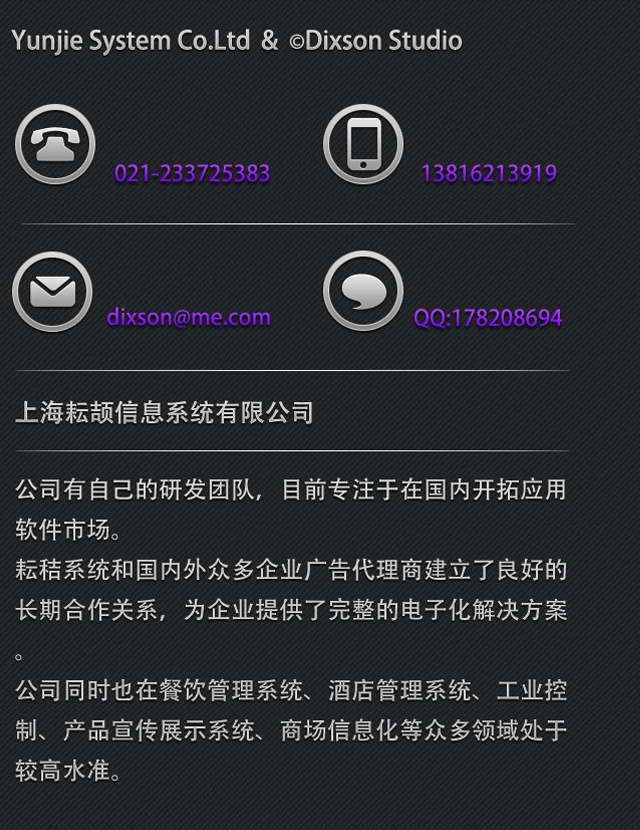 Yunjie System Co.Ltd & ©Dixson Studio
021-233725383
13816213919
dixson@me.com
QQ:178208694
上海耘颉信息系统有限公司
公司有自己的研发团队，目前专注于在国内开拓应用
软件市场。
耘秸系统和国内外众多企业广告代理商建立了良好的
长期合作关系，为企业提供了完整的电子化解决方案
。
公司同时也在餐饮管理系统、酒店管理系统、工业控
制、产品宣传展示系统、商场信息化等众多领域处于
较高水准。